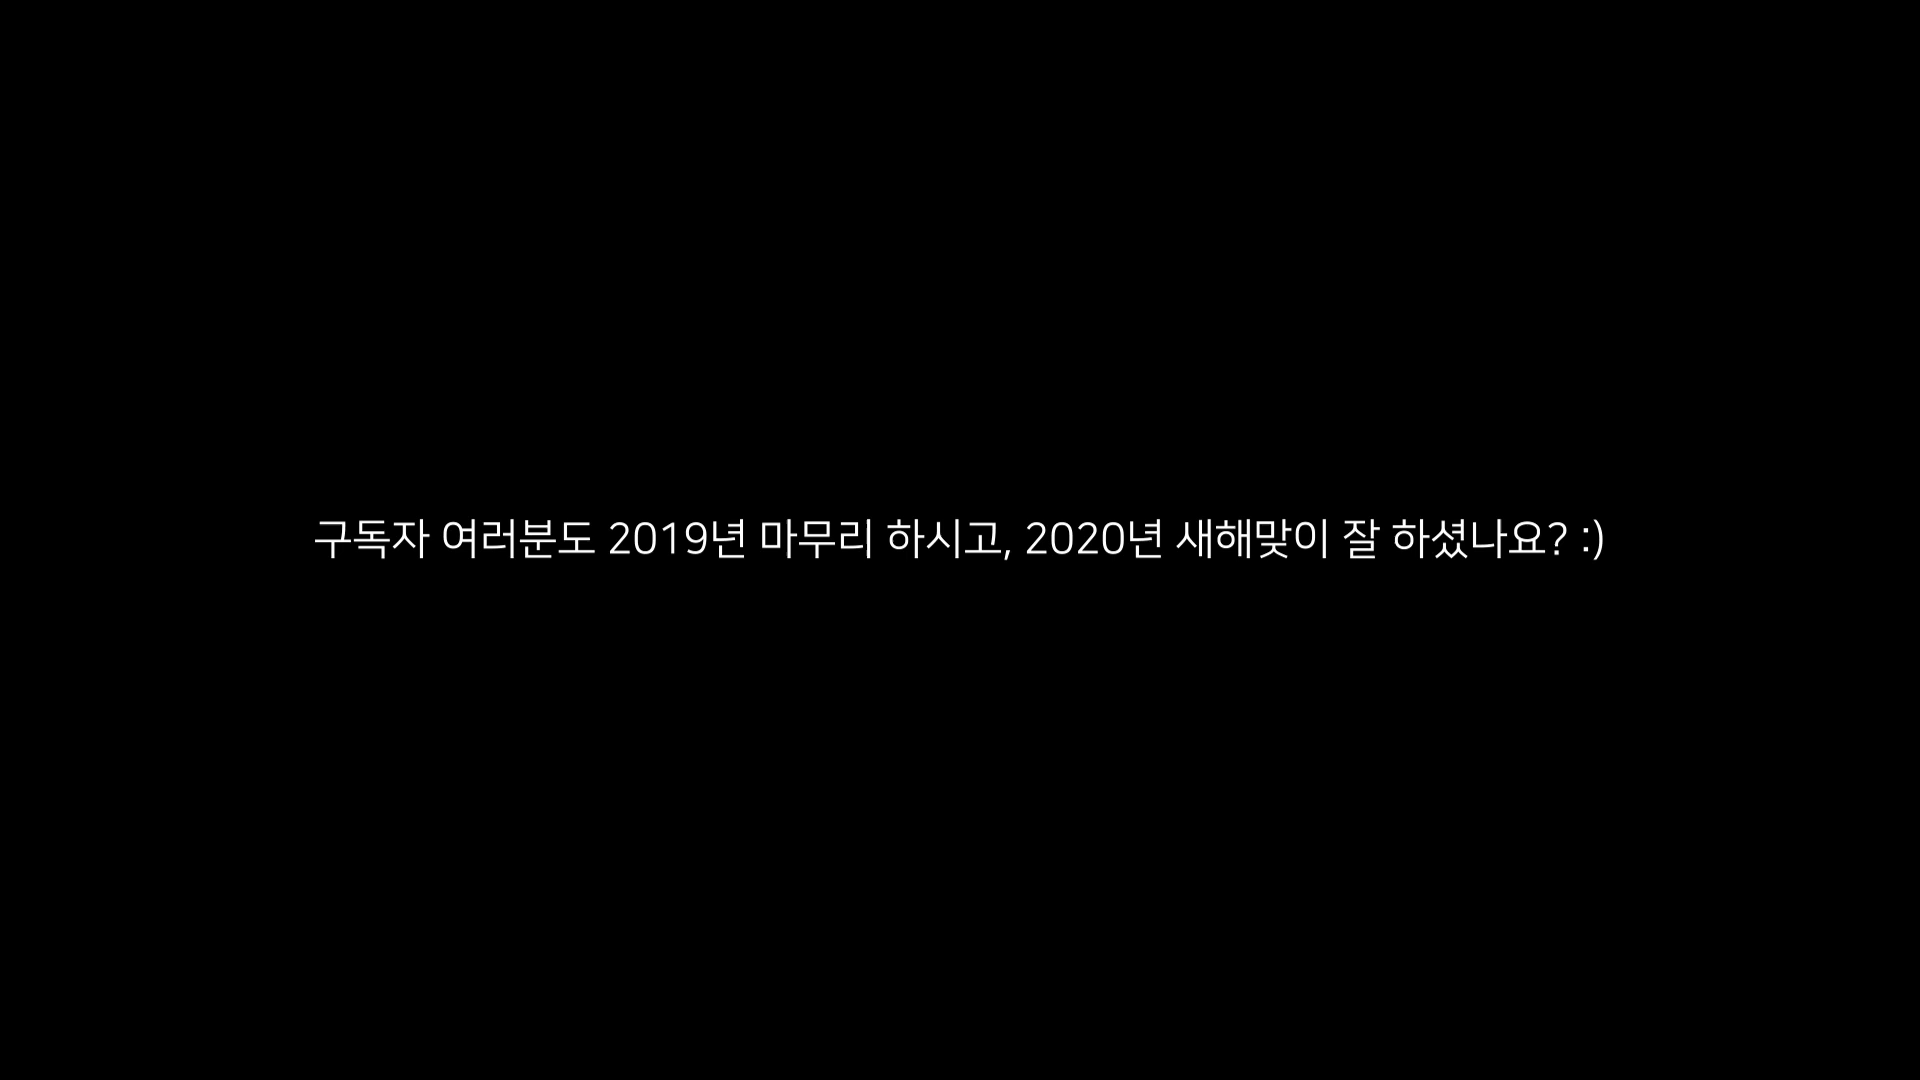 구독자 여러분도 2019년 마무리 하시고, 2020년 새해맞이 잘 하셨나요? :)